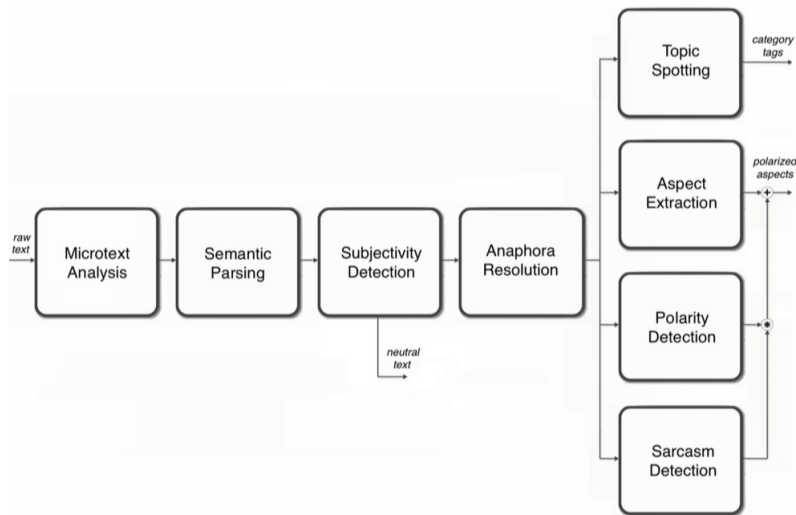 raw
text
Microtext
Analysis
Semantic
Parsing
Subjectivity
Detection
neutral
text
Anaphora
Resolution
Topic
Spotting
category
tags
Aspect
Extraction
polarized
aspects
Polarity
Detection
Sarcasm
Detection